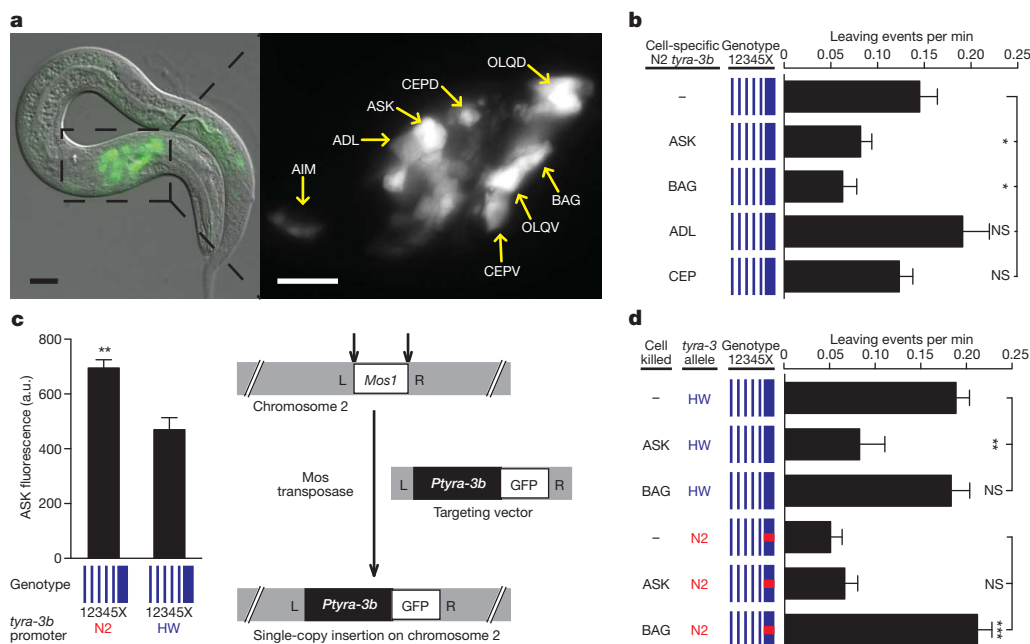 a
OLQD
CEPD
ASK
ADL
AIM
BAG
OLQV
CEPV
b
Leaving events per min
Cell-specific
N2 tyra-3b
Genotype
12345X
0 0.05 0.10 0.15 0.20 0.25
–
ASK
*
BAG
*
ADL
NS
CEP
NS
c
ASK fluorescence (a.u.)
800
600
400
200
0
**
Genotype
12345X 12345X
tyra-3b
promoter
N2 HW
L Mos1 R
Chromosome 2
Mos
transposase
L Ptyra-3b GFP R
Targeting vector
L Ptyra-3b GFP R
Single-copy insertion on chromosome 2
d
Leaving events per min
Cell
killed
tyra-3
allele
Genotype
12345X
0 0.05 0.10 0.15 0.20 0.25
– HW
ASK HW
**
BAG HW
NS
– N2
ASK N2
NS
BAG N2
***